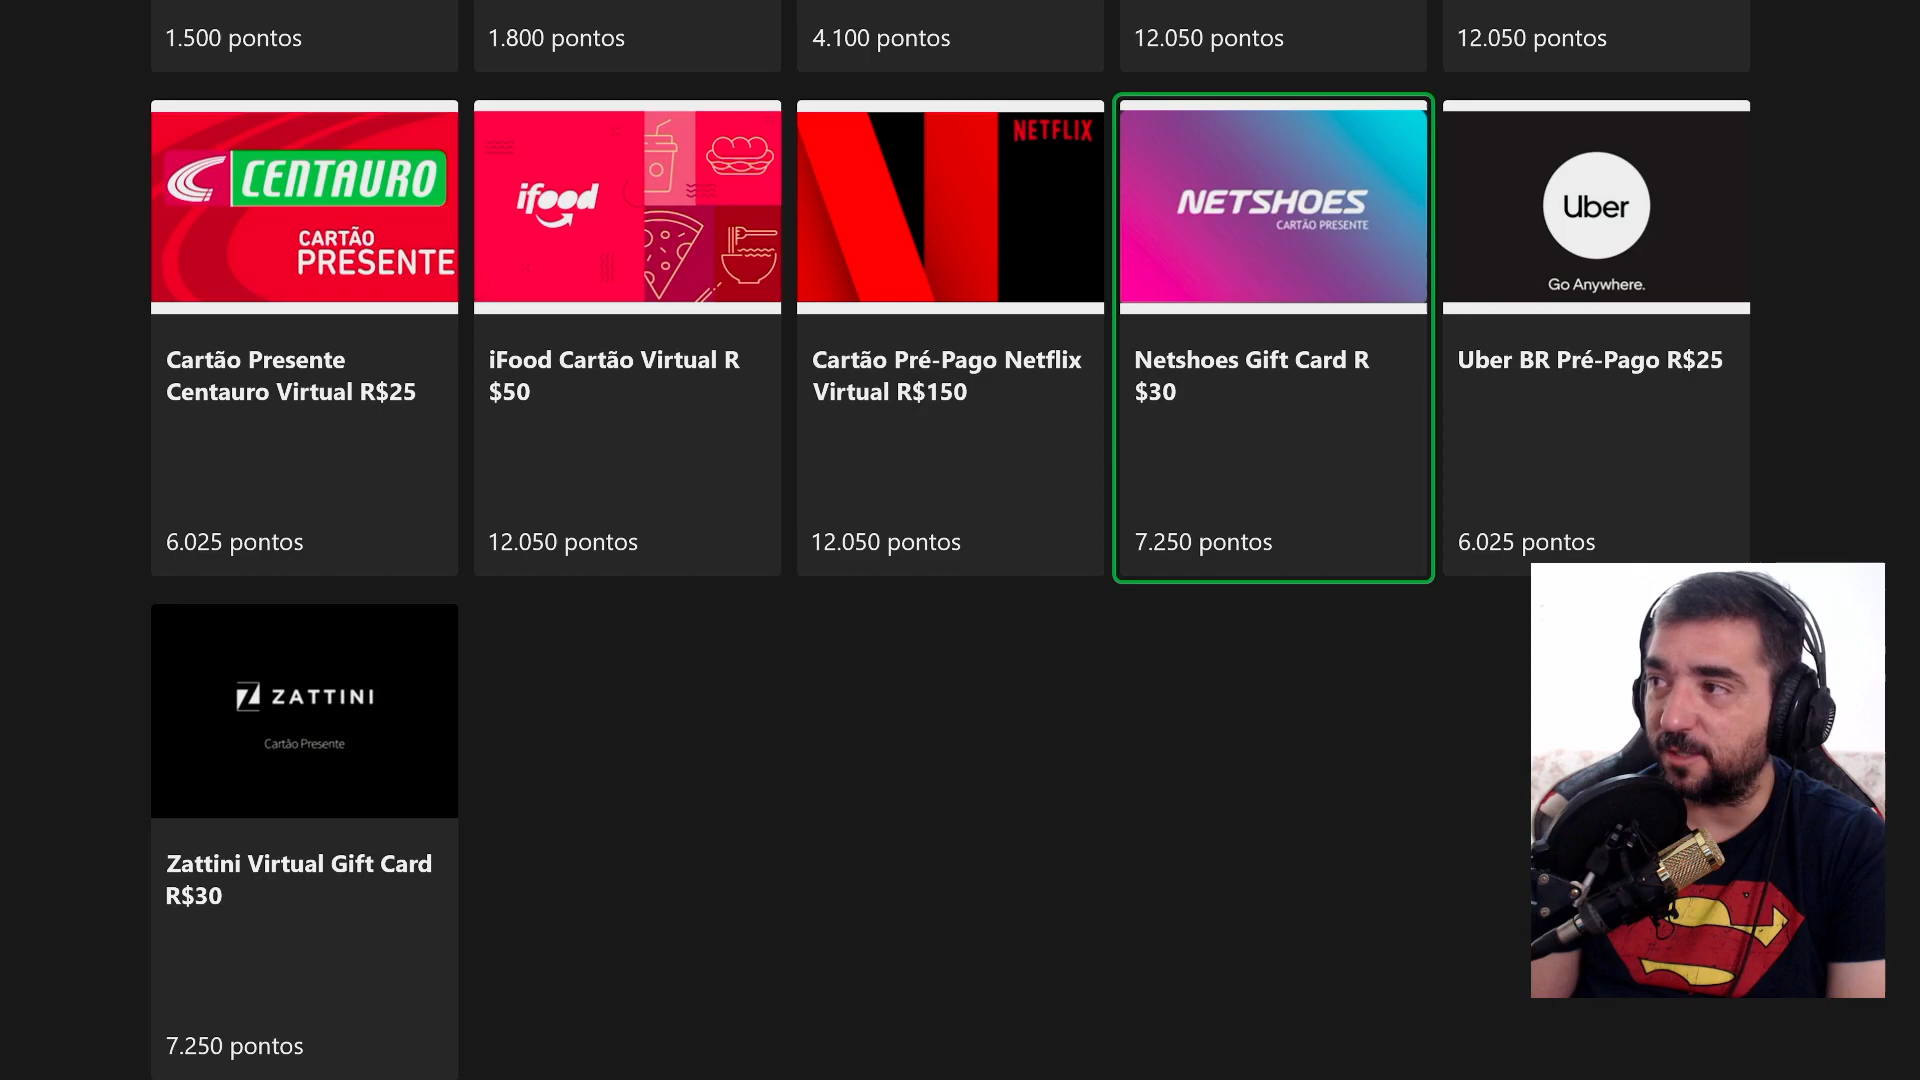 1.500 pontos
1.800 pontos
4.100 pontos
12.050 pontos
12.050 pontos
CENTAURO
CARTÃO
PRESENTE
Cartão Presente
Centauro Virtual R$25
6.025 pontos
ifood
iFood Cartão Virtual R
$50
12.050 pontos
NETFLIX
Cartão Pré-Pago Netflix
Virtual R$150
12.050 pontos
NETSHOES
CARTÃO PRESENTE
Netshoes Gift Card R
$30
7.250 pontos
Uber
Go Anywhere.
Uber BR Pré-Pago R$25
6.025 pontos
ZATTINI
Cartão Presente
Zattini Virtual Gift Card
R$30
7.250 pontos